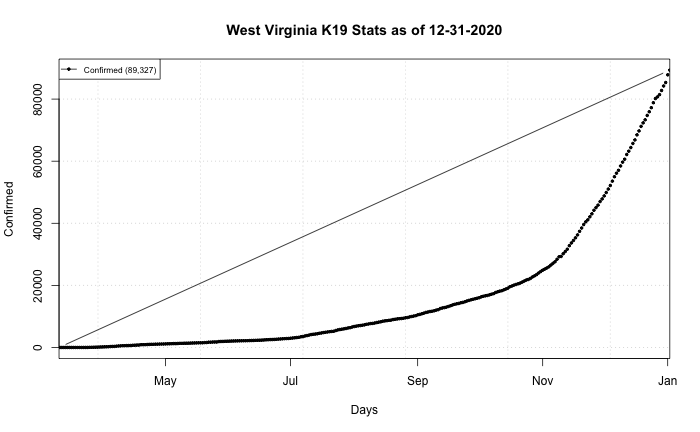 West Virginia K19 Stats as of 12-31-2020
Confirmed (89,327)
80000
60000
40000
20000
0
Confirmed
May Jul Sep Nov Jan
Days